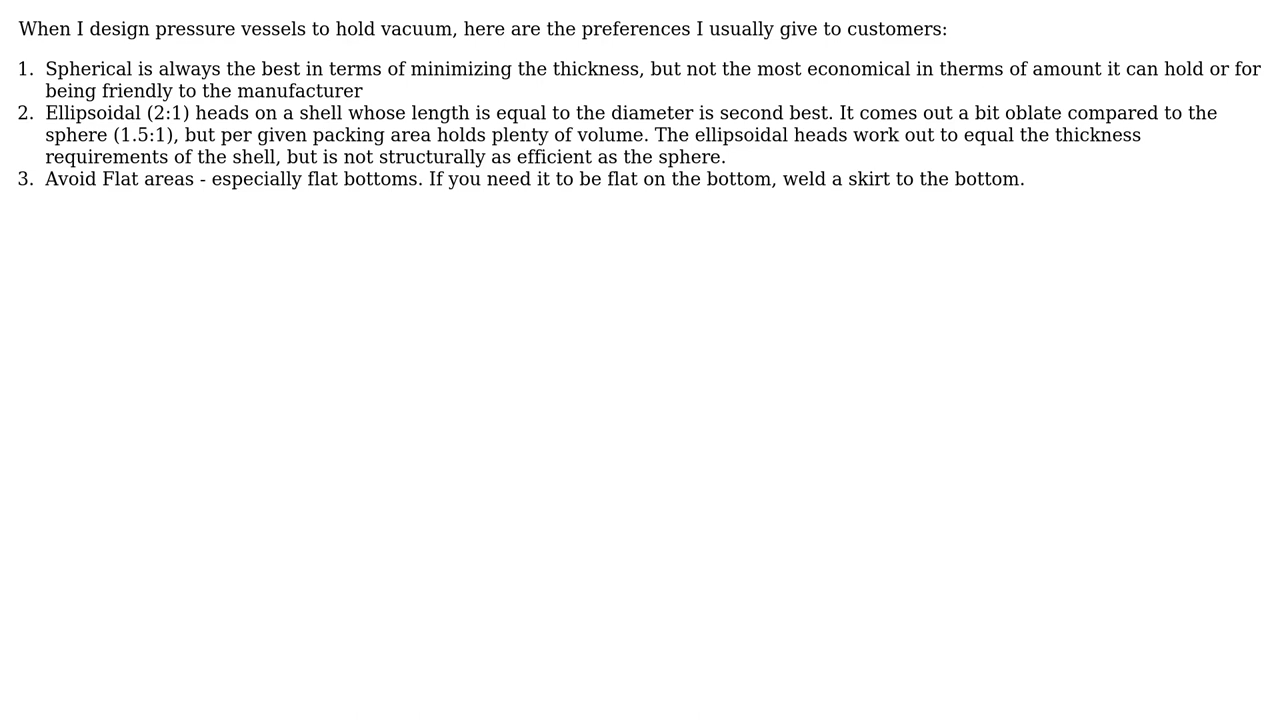 When I design pressure vessels to hold vacuum, here are the preferences I usually give to customers:
1. Spherical is always the best in terms of minimizing the thickness, but not the most economical in therms of amount it can hold or for
being friendly to the manufacturer
2. Ellipsoidal (2:1) heads on a shell whose length is equal to the diameter is second best. It comes out a bit oblate compared to the
sphere (1.5:1), but per given packing area holds plenty of volume. The ellipsoidal heads work out to equal the thickness
requirements of the shell, but is not structurally as efficient as the sphere.
3. Avoid Flat areas - especially flat bottoms. If you need it to be flat on the bottom, weld a skirt to the bottom.